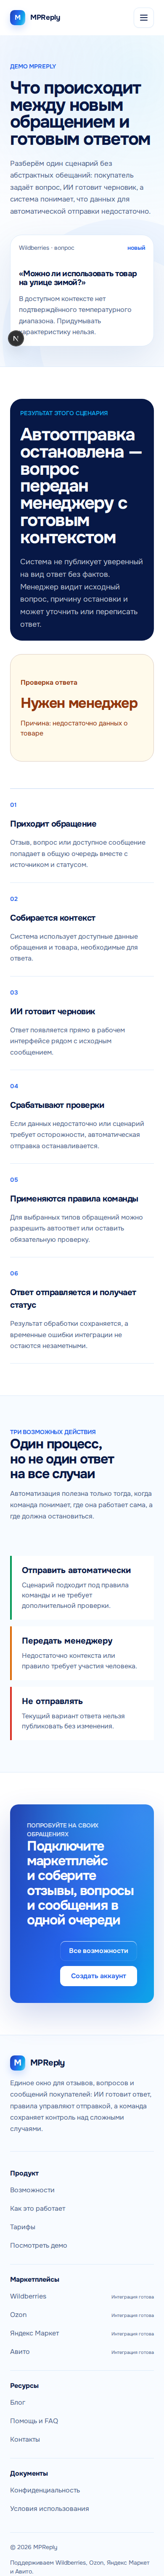 M MPReply
ДЕМО MPREPLY
Что происходит
между новым
обращением и
готовым ответом
Разберём один сценарий без
абстрактных обещаний: покупатель
задаёт вопрос, ИИ готовит черновик, а
система понимает, что данных для
автоматической отправки недостаточно.
Wildberries · вопрос
новый
«Можно ли использовать товар
на улице зимой?»
В доступном контексте нет
подтверждённого температурного
диапазона. Придумывать
характеристику нельзя.
N
РЕЗУЛЬТАТ ЭТОГО СЦЕНАРИЯ
Автоотправка
остановлена —
вопрос
передан
менеджеру с
готовым
контекстом
Система не публикует уверенный
на вид ответ без фактов.
Менеджер видит исходный
вопрос, причину остановки и
может уточнить или переписать
ответ.
Проверка ответа
Нужен менеджер
Причина: недостаточно данных о
товаре
01
Приходит обращение
Отзыв, вопрос или доступное сообщение
попадает в общую очередь вместе с
источником и статусом.
02
Собирается контекст
Система использует доступные данные
обращения и товара, необходимые для
ответа.
03
ИИ готовит черновик
Ответ появляется прямо в рабочем
интерфейсе рядом с исходным
сообщением.
04
Срабатывают проверки
Если данных недостаточно или сценарий
требует осторожности, автоматическая
отправка останавливается.
05
Применяются правила команды
Для выбранных типов обращений можно
разрешить автоответ или оставить
обязательную проверку.
06
Ответ отправляется и получает
статус
Результат обработки сохраняется, а
временные ошибки интеграции не
остаются незаметными.
ТРИ ВОЗМОЖНЫХ ДЕЙСТВИЯ
Один процесс,
но не один ответ
на все случаи
Автоматизация полезна только тогда, когда
команда понимает, где она работает сама, а
где должна остановиться.
Отправить автоматически
Сценарий подходит под правила
команды и не требует
дополнительной проверки.
Передать менеджеру
Недостаточно контекста или
правило требует участия человека.
Не отправлять
Текущий вариант ответа нельзя
публиковать без изменения.
ПОПРОБУЙТЕ НА СВОИХ
ОБРАЩЕНИЯХ
Подключите
маркетплейс
и соберите
отзывы, вопросы
и сообщения в
одной очереди
Все возможности
Создать аккаунт
M MPReply
Единое окно для отзывов, вопросов и
сообщений покупателей: ИИ готовит ответ,
правила управляют отправкой, а команда
сохраняет контроль над сложными
случаями.
Продукт
Возможности
Как это работает
Тарифы
Посмотреть демо
Маркетплейсы
Wildberries Интеграция готова
Ozon Интеграция готова
Яндекс Маркет Интеграция готова
Авито Интеграция готова
Ресурсы
Блог
Помощь и FAQ
Контакты
Документы
Конфиденциальность
Условия использования
© 2026 MPReply
Поддерживаем Wildberries, Ozon, Яндекс Маркет
и Авито.